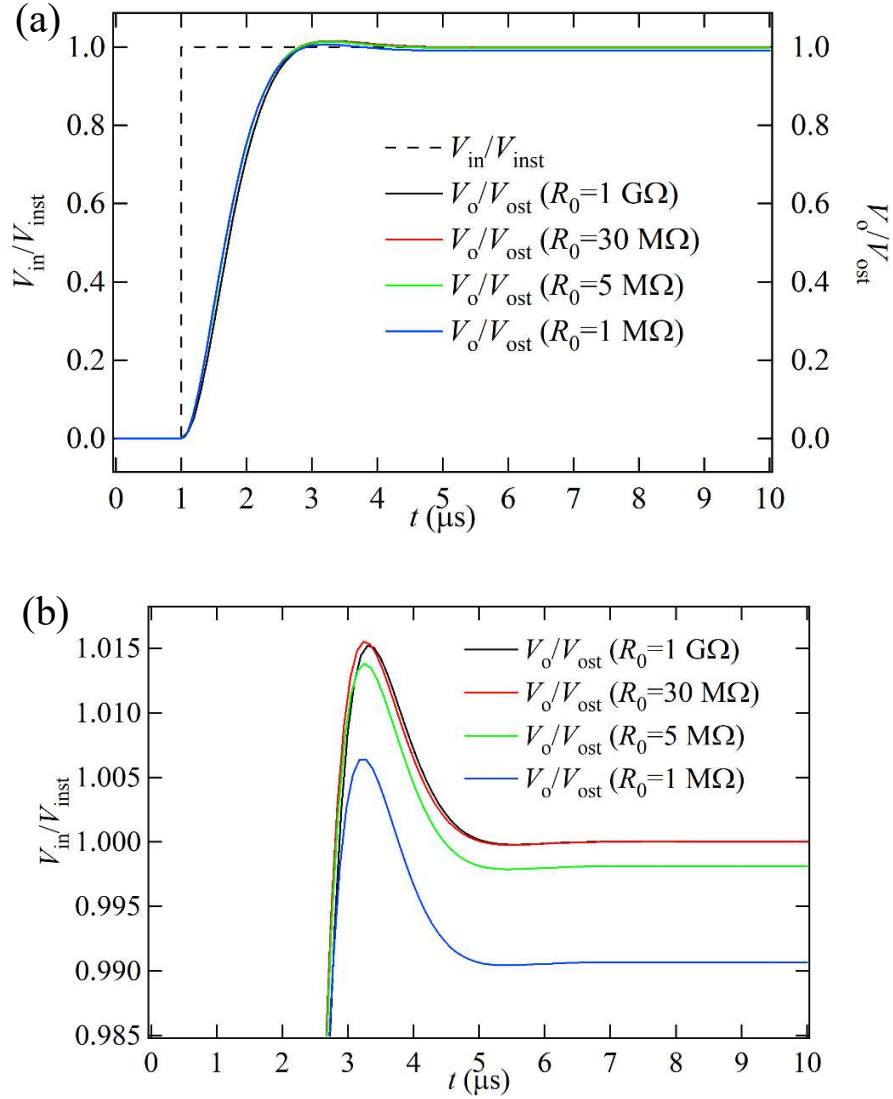 (a)
1.0
0.8
0.6
0.4
0.2
0.0
V_in/V_inst
V_in/V_inst
V_o/V_ost (R_0=1 GΩ)
V_o/V_ost (R_0=30 MΩ)
V_o/V_ost (R_0=5 MΩ)
V_o/V_ost (R_0=1 MΩ)
1.0
0.8
0.6
0.4
0.2
0.0
V_o/V_ost
0 1 2 3 4 5 6 7 8 9 10
t (μs)
(b)
1.015
1.010
1.005
1.000
0.995
0.990
0.985
V_in/V_inst
V_o/V_ost (R_0=1 GΩ)
V_o/V_ost (R_0=30 MΩ)
V_o/V_ost (R_0=5 MΩ)
V_o/V_ost (R_0=1 MΩ)
0 1 2 3 4 5 6 7 8 9 10
t (μs)